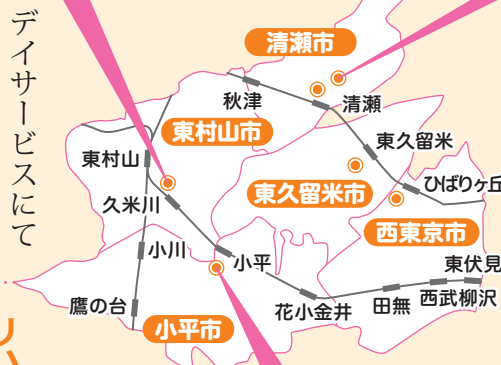 デイサービスにて
清瀬市
秋津
清瀬
東村山市
東久留米
東村山
東久留米市
ひばりヶ丘
久米川
西東京市
小川
小平
東伏見
鷹の台
花小金井
田無
西武柳沢
小平市